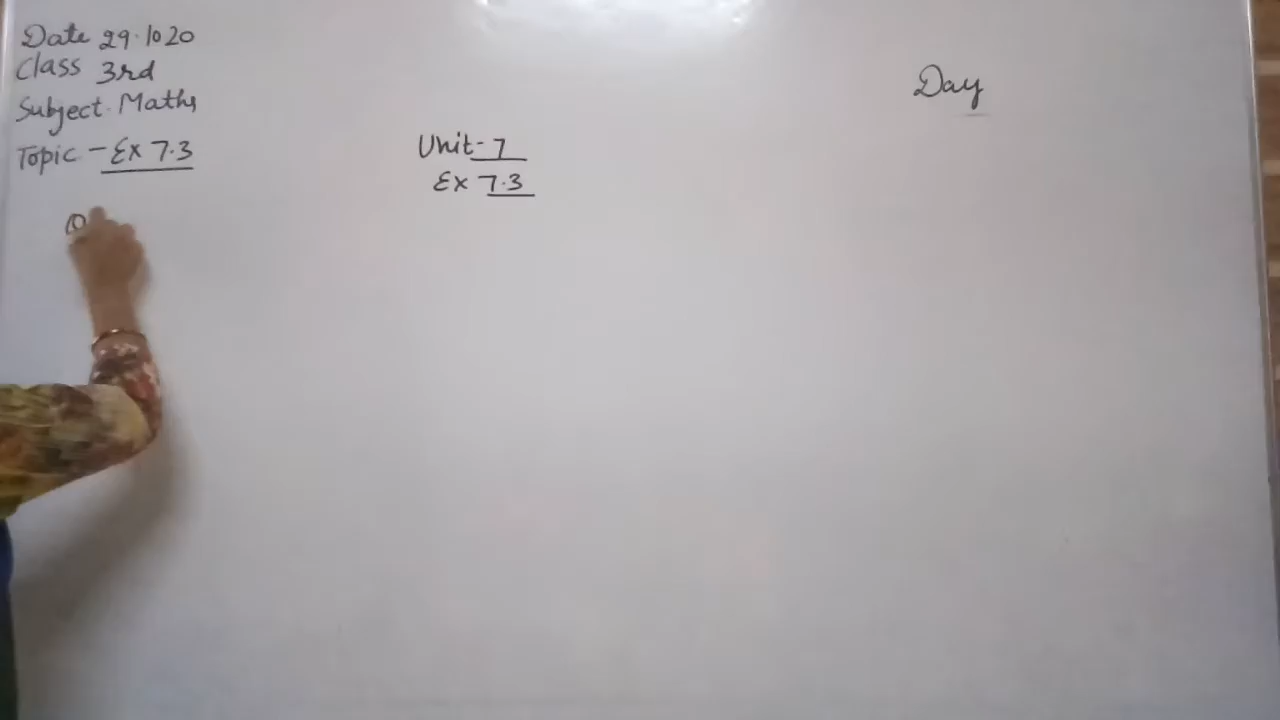 Date 29.10 20
Class 3rd
Subject. Maths
Topic - Ex 7.3
Day
Unit - 7
Ex 7.3
Q